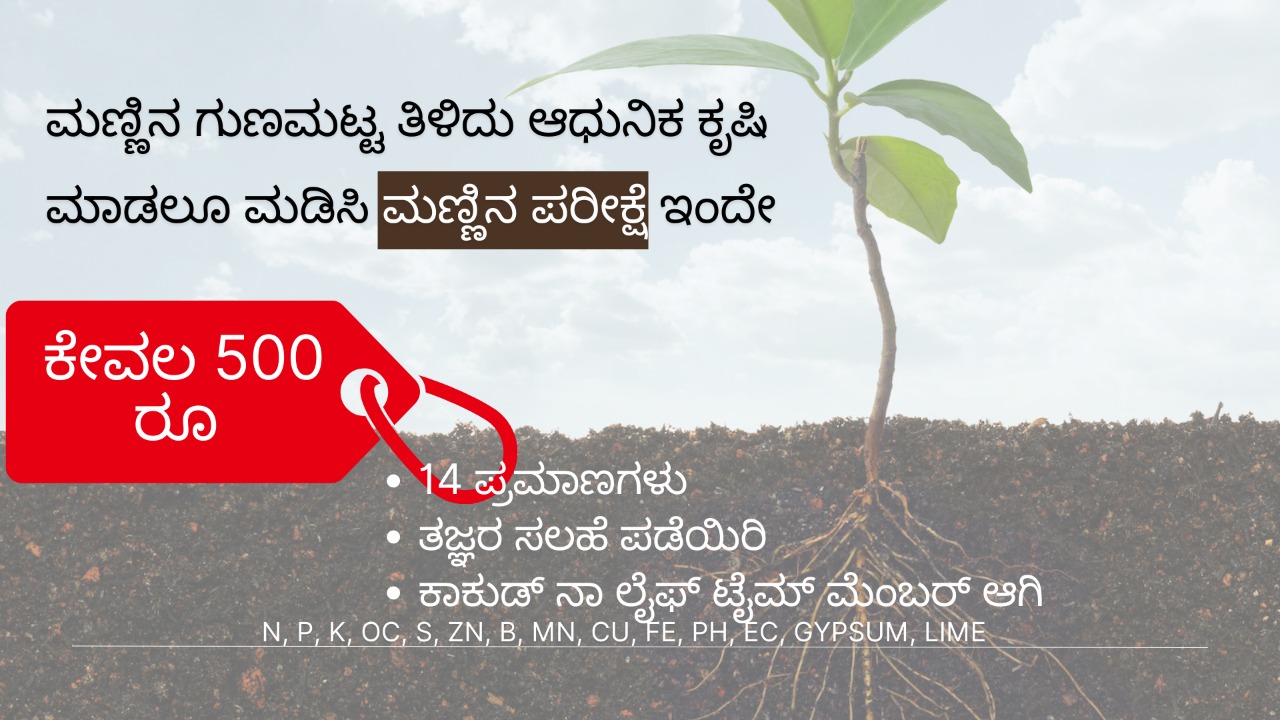 ಮಣ್ಣಿನ ಗುಣಮಟ್ಟ ತಿಳಿದು ಆಧುನಿಕ ಕೃಷಿ
ಮಾಡಲೂ ಮಡಿಸಿ ಮಣ್ಣಿನ ಪರೀಕ್ಷೆ ಇಂದೇ
ಕೇವಲ 500
ರೂ
• 14 ಪ್ರಮಾಣಗಳು
• ತಜ್ಞರ ಸಲಹೆ ಪಡೆಯಿರಿ
• ಕಾಕುಡ್ ನಾ ಲೈಫ್ ಟೈಮ್ ಮೆಂಬರ್ ಆಗಿ
N, P, K, OC, S, ZN, B, MN, CU, FE, PH, EC, GYPSUM, LIME